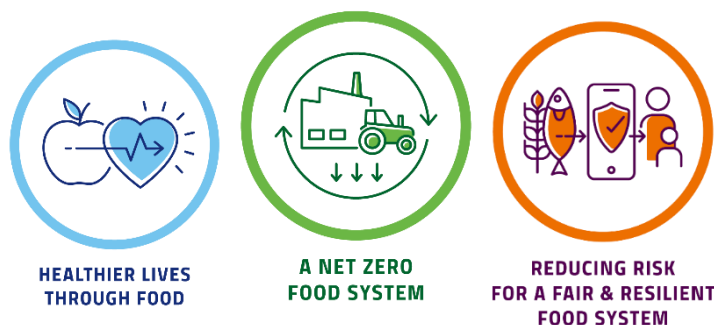 HEALTHIER LIVES
THROUGH FOOD
A NET ZERO
FOOD SYSTEM
REDUCING RISK
FOR A FAIR & RESILIENT
FOOD SYSTEM